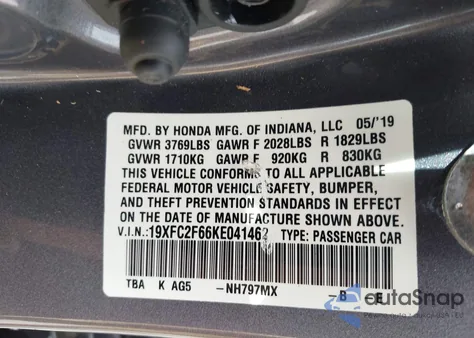 MFD. BY HONDA MFG. OF INDIANA, LLC 05/'19
GVWR 3769LBS GAWR F 2028LBS R 1829LBS
GVWR 1710KG GAWR F 920KG R 830KG
THIS VEHICLE CONFORMS TO ALL APPLICABLE
FEDERAL MOTOR VEHICLE SAFETY, BUMPER,
AND THEFT PREVENTION STANDARDS IN EFFECT
ON THE DATE OF MANUFACTURE SHOWN ABOVE.
V.I.N.: TYPE: PASSENGER CAR
TBA K AG5 -NH797MX B E
autoSnap